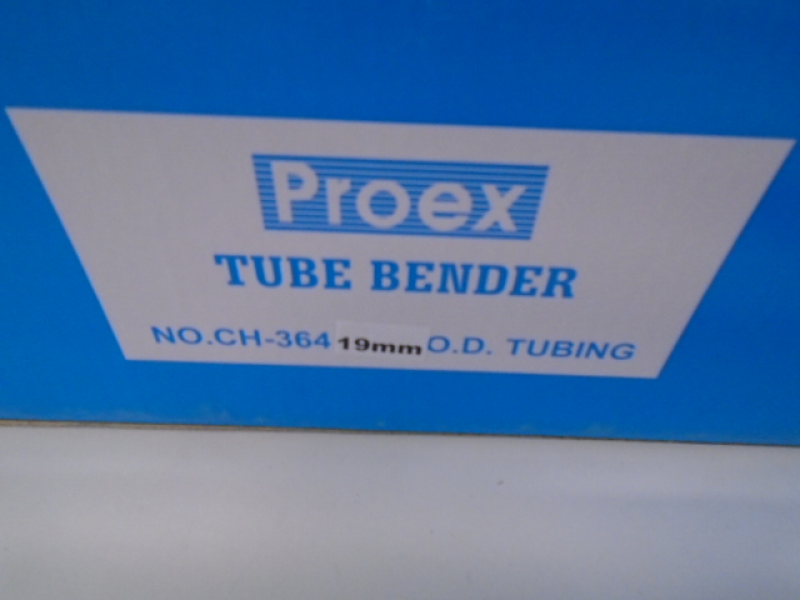 Proex
TUBE BENDER
NO.CH-364 19mm O.D. TUBING